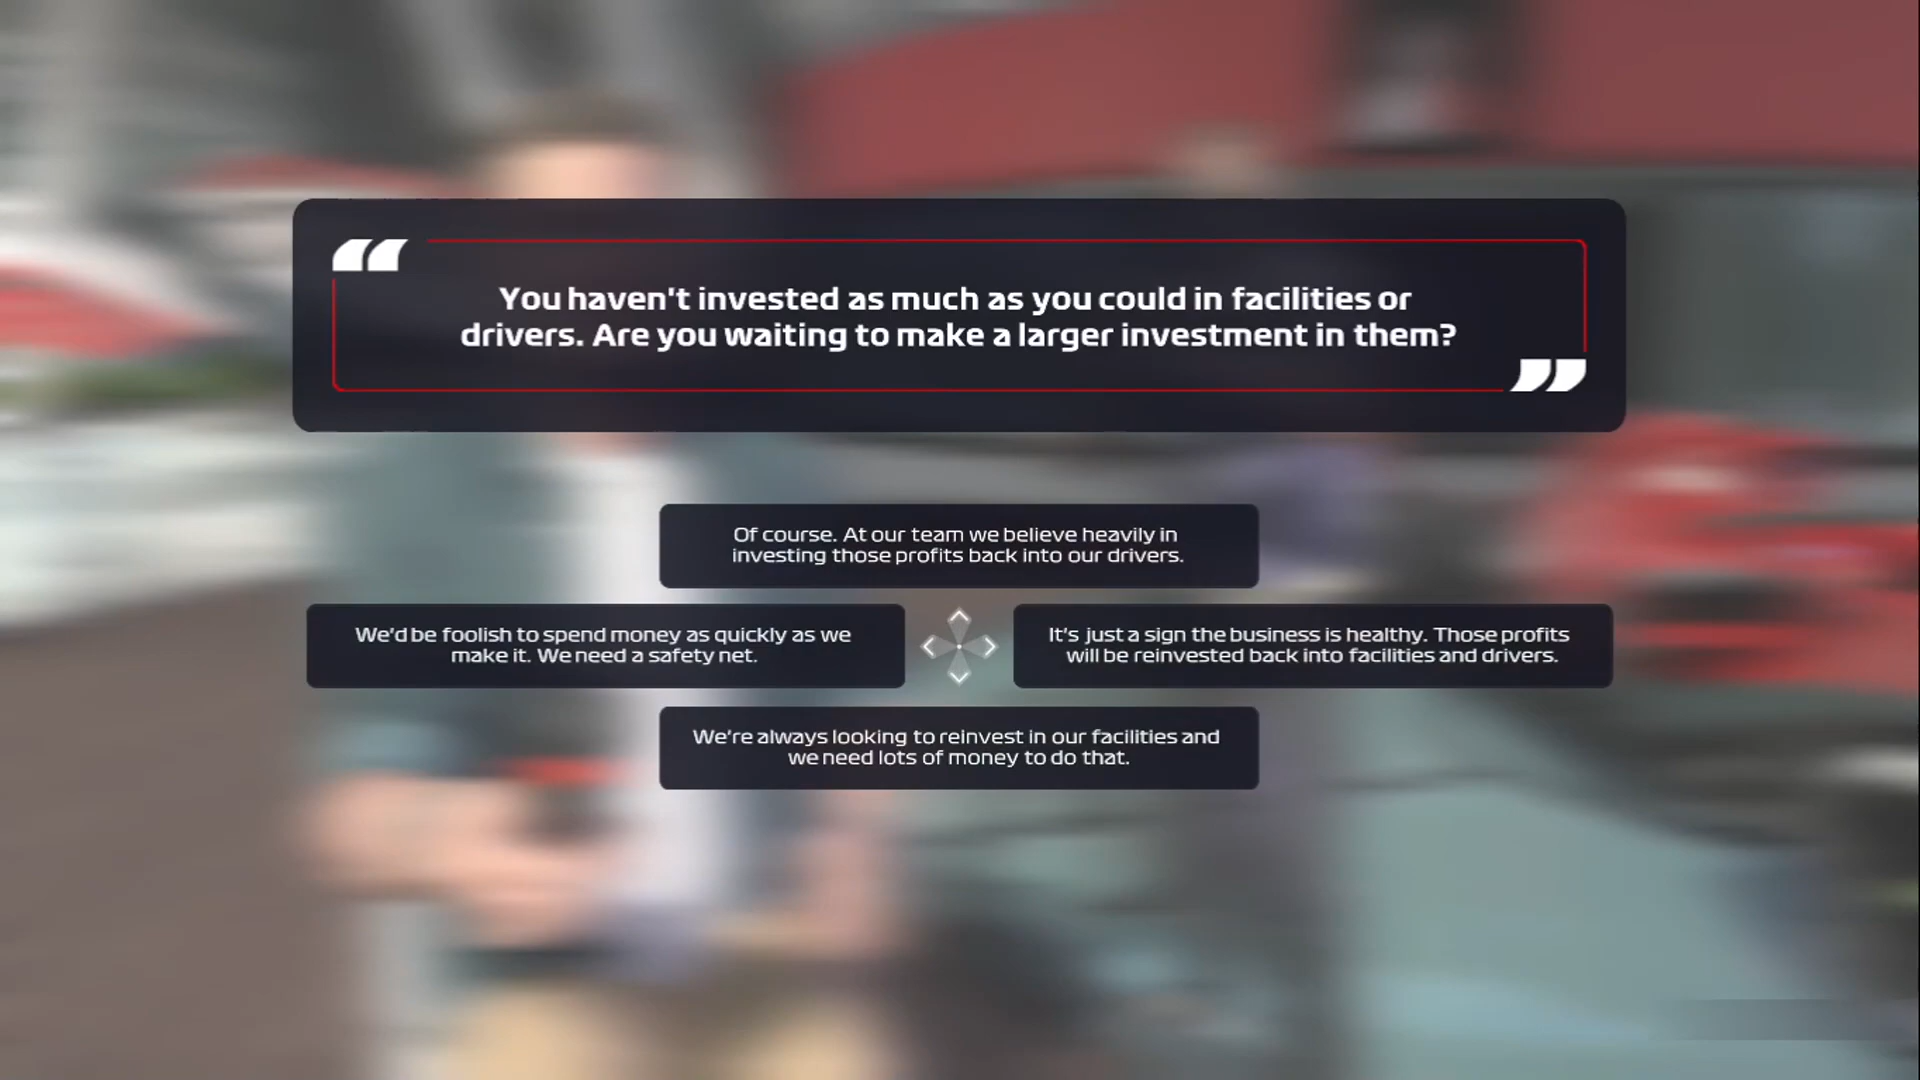 You haven't invested as much as you could in facilities or
drivers. Are you waiting to make a larger investment in them?
Of course. At our team we believe heavily in
investing those profits back into our drivers.
We'd be foolish to spend money as quickly as we
make it. We need a safety net.
It's just a sign the business is healthy. Those profits
will be reinvested back into facilities and drivers.
We're always looking to reinvest in our facilities and
we need lots of money to do that.